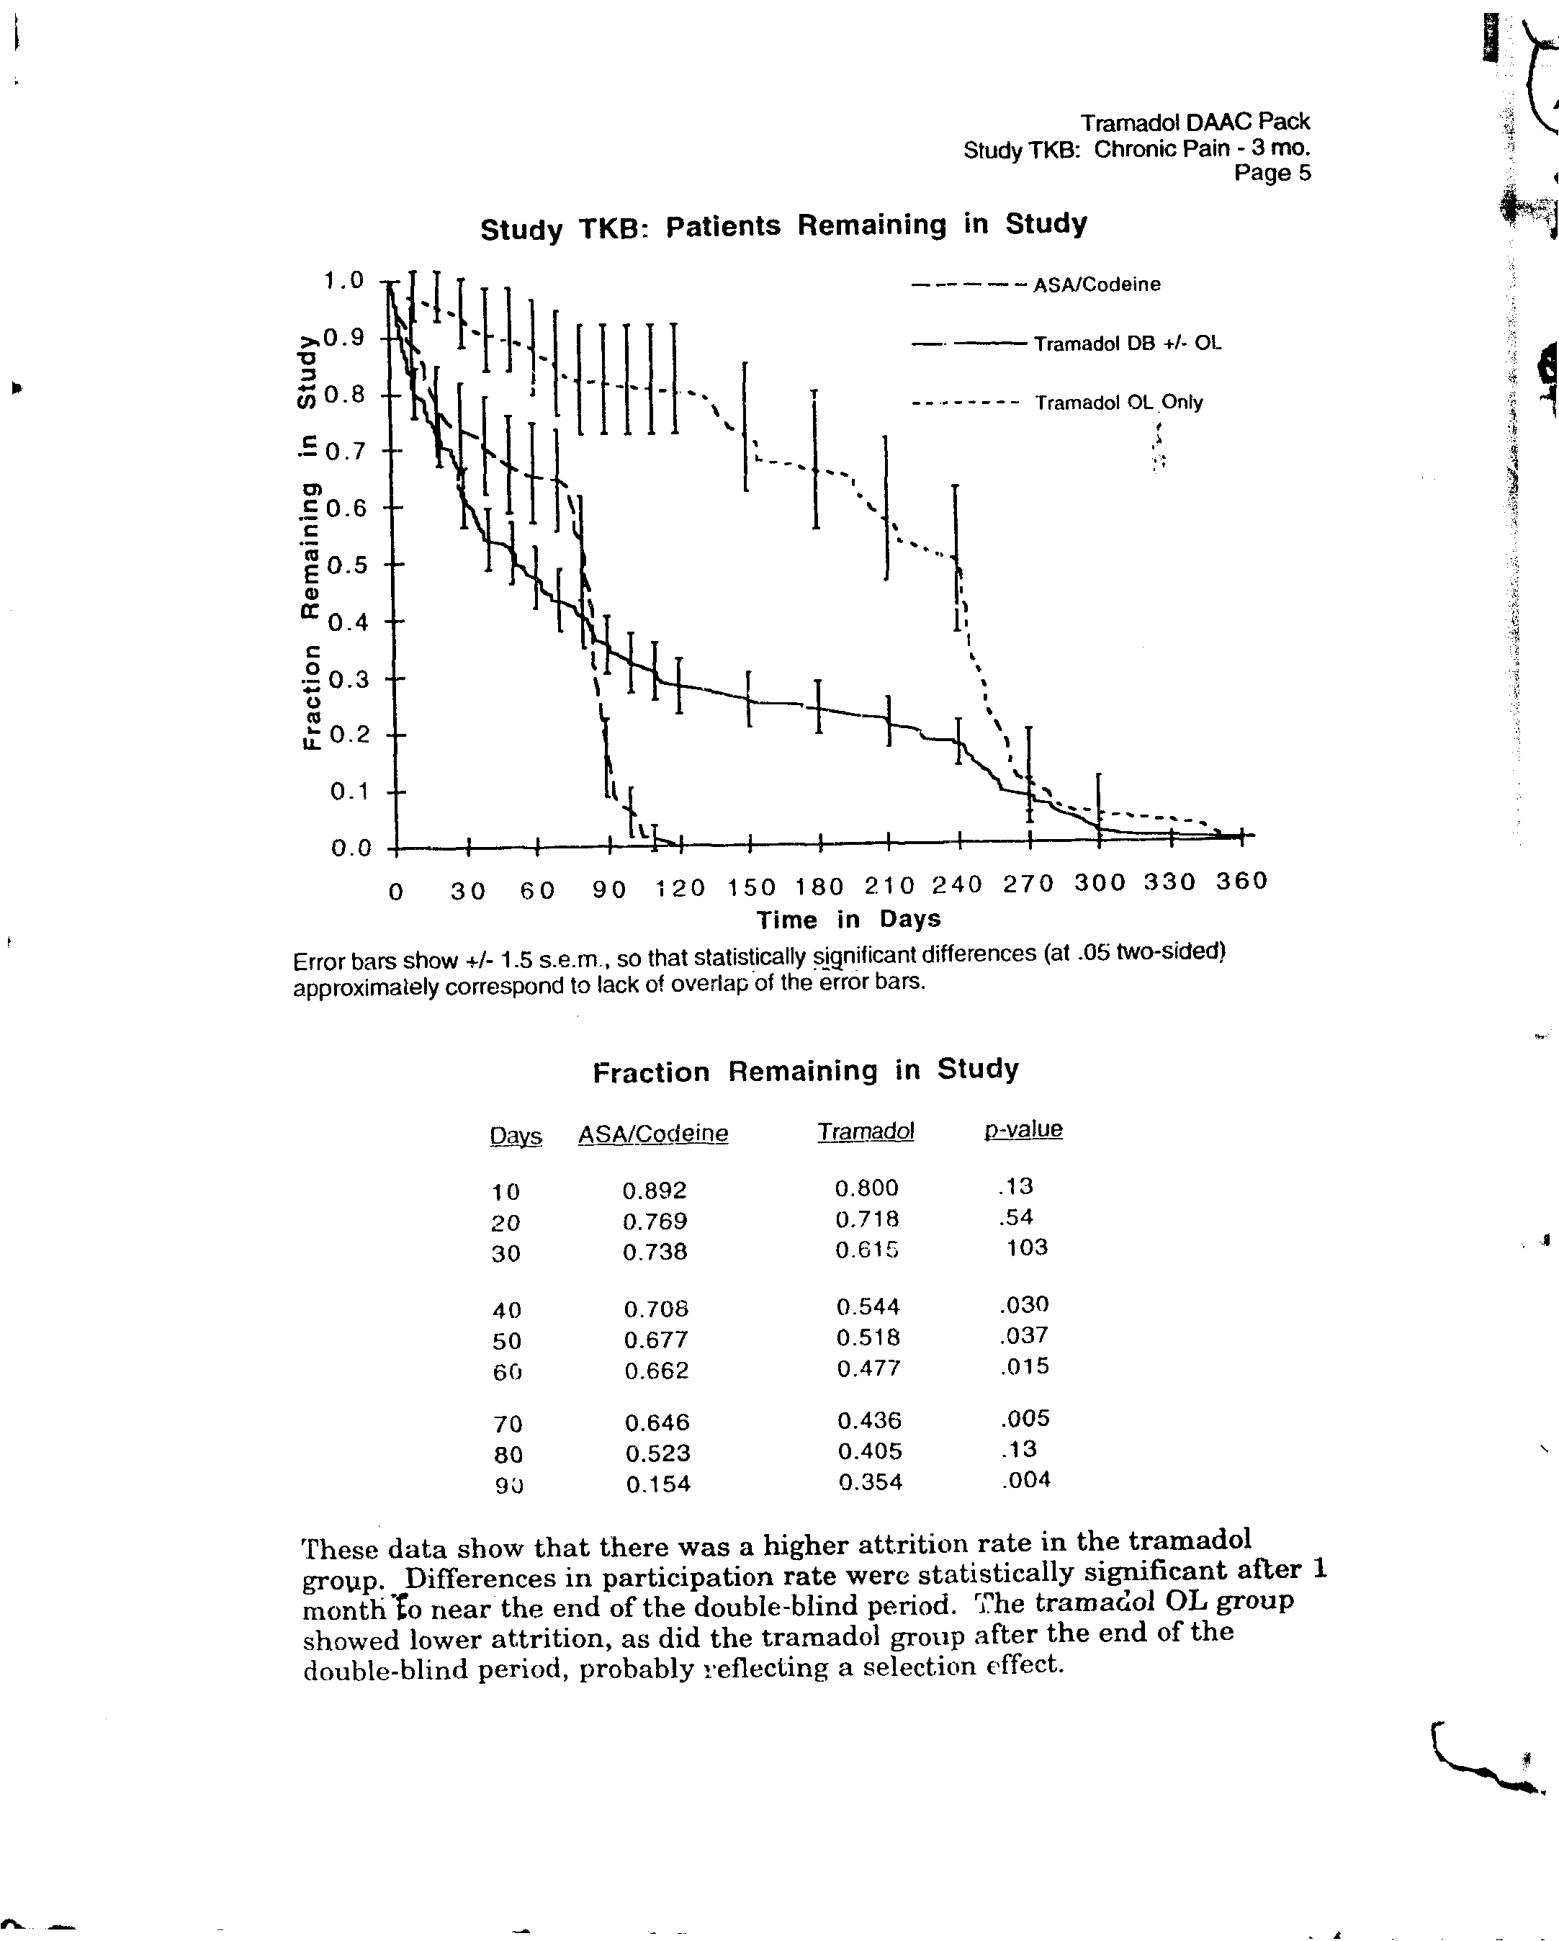 Tramadol DAAC Pack
Study TKB: Chronic Pain - 3 mo.
Page 5
Study TKB: Patients Remaining in Study
ASA/Codeine
Tramadol DB +/- OL
Tramadol OL Only
Fraction Remaining in Study
1.0
0.9
0.8
0.7
0.6
0.5
0.4
0.3
0.2
0.1
0.0
0 30 60 90 120 150 180 210 240 270 300 330 360
Time in Days
Error bars show +/- 1.5 s.e.m., so that statistically significant differences (at .05 two-sided)
approximately correspond to lack of overlap of the error bars.
Fraction Remaining in Study
Days ASA/Codeine Tramadol p-value
10 0.892 0.800 .13
20 0.769 0.718 .54
30 0.738 0.615 103
40 0.708 0.544 .030
50 0.677 0.518 .037
60 0.662 0.477 .015
70 0.646 0.436 .005
80 0.523 0.405 .13
90 0.154 0.354 .004
These data show that there was a higher attrition rate in the tramadol
group. Differences in participation rate were statistically significant after 1
month to near the end of the double-blind period. The tramadol OL group
showed lower attrition, as did the tramadol group after the end of the
double-blind period, probably reflecting a selection effect.